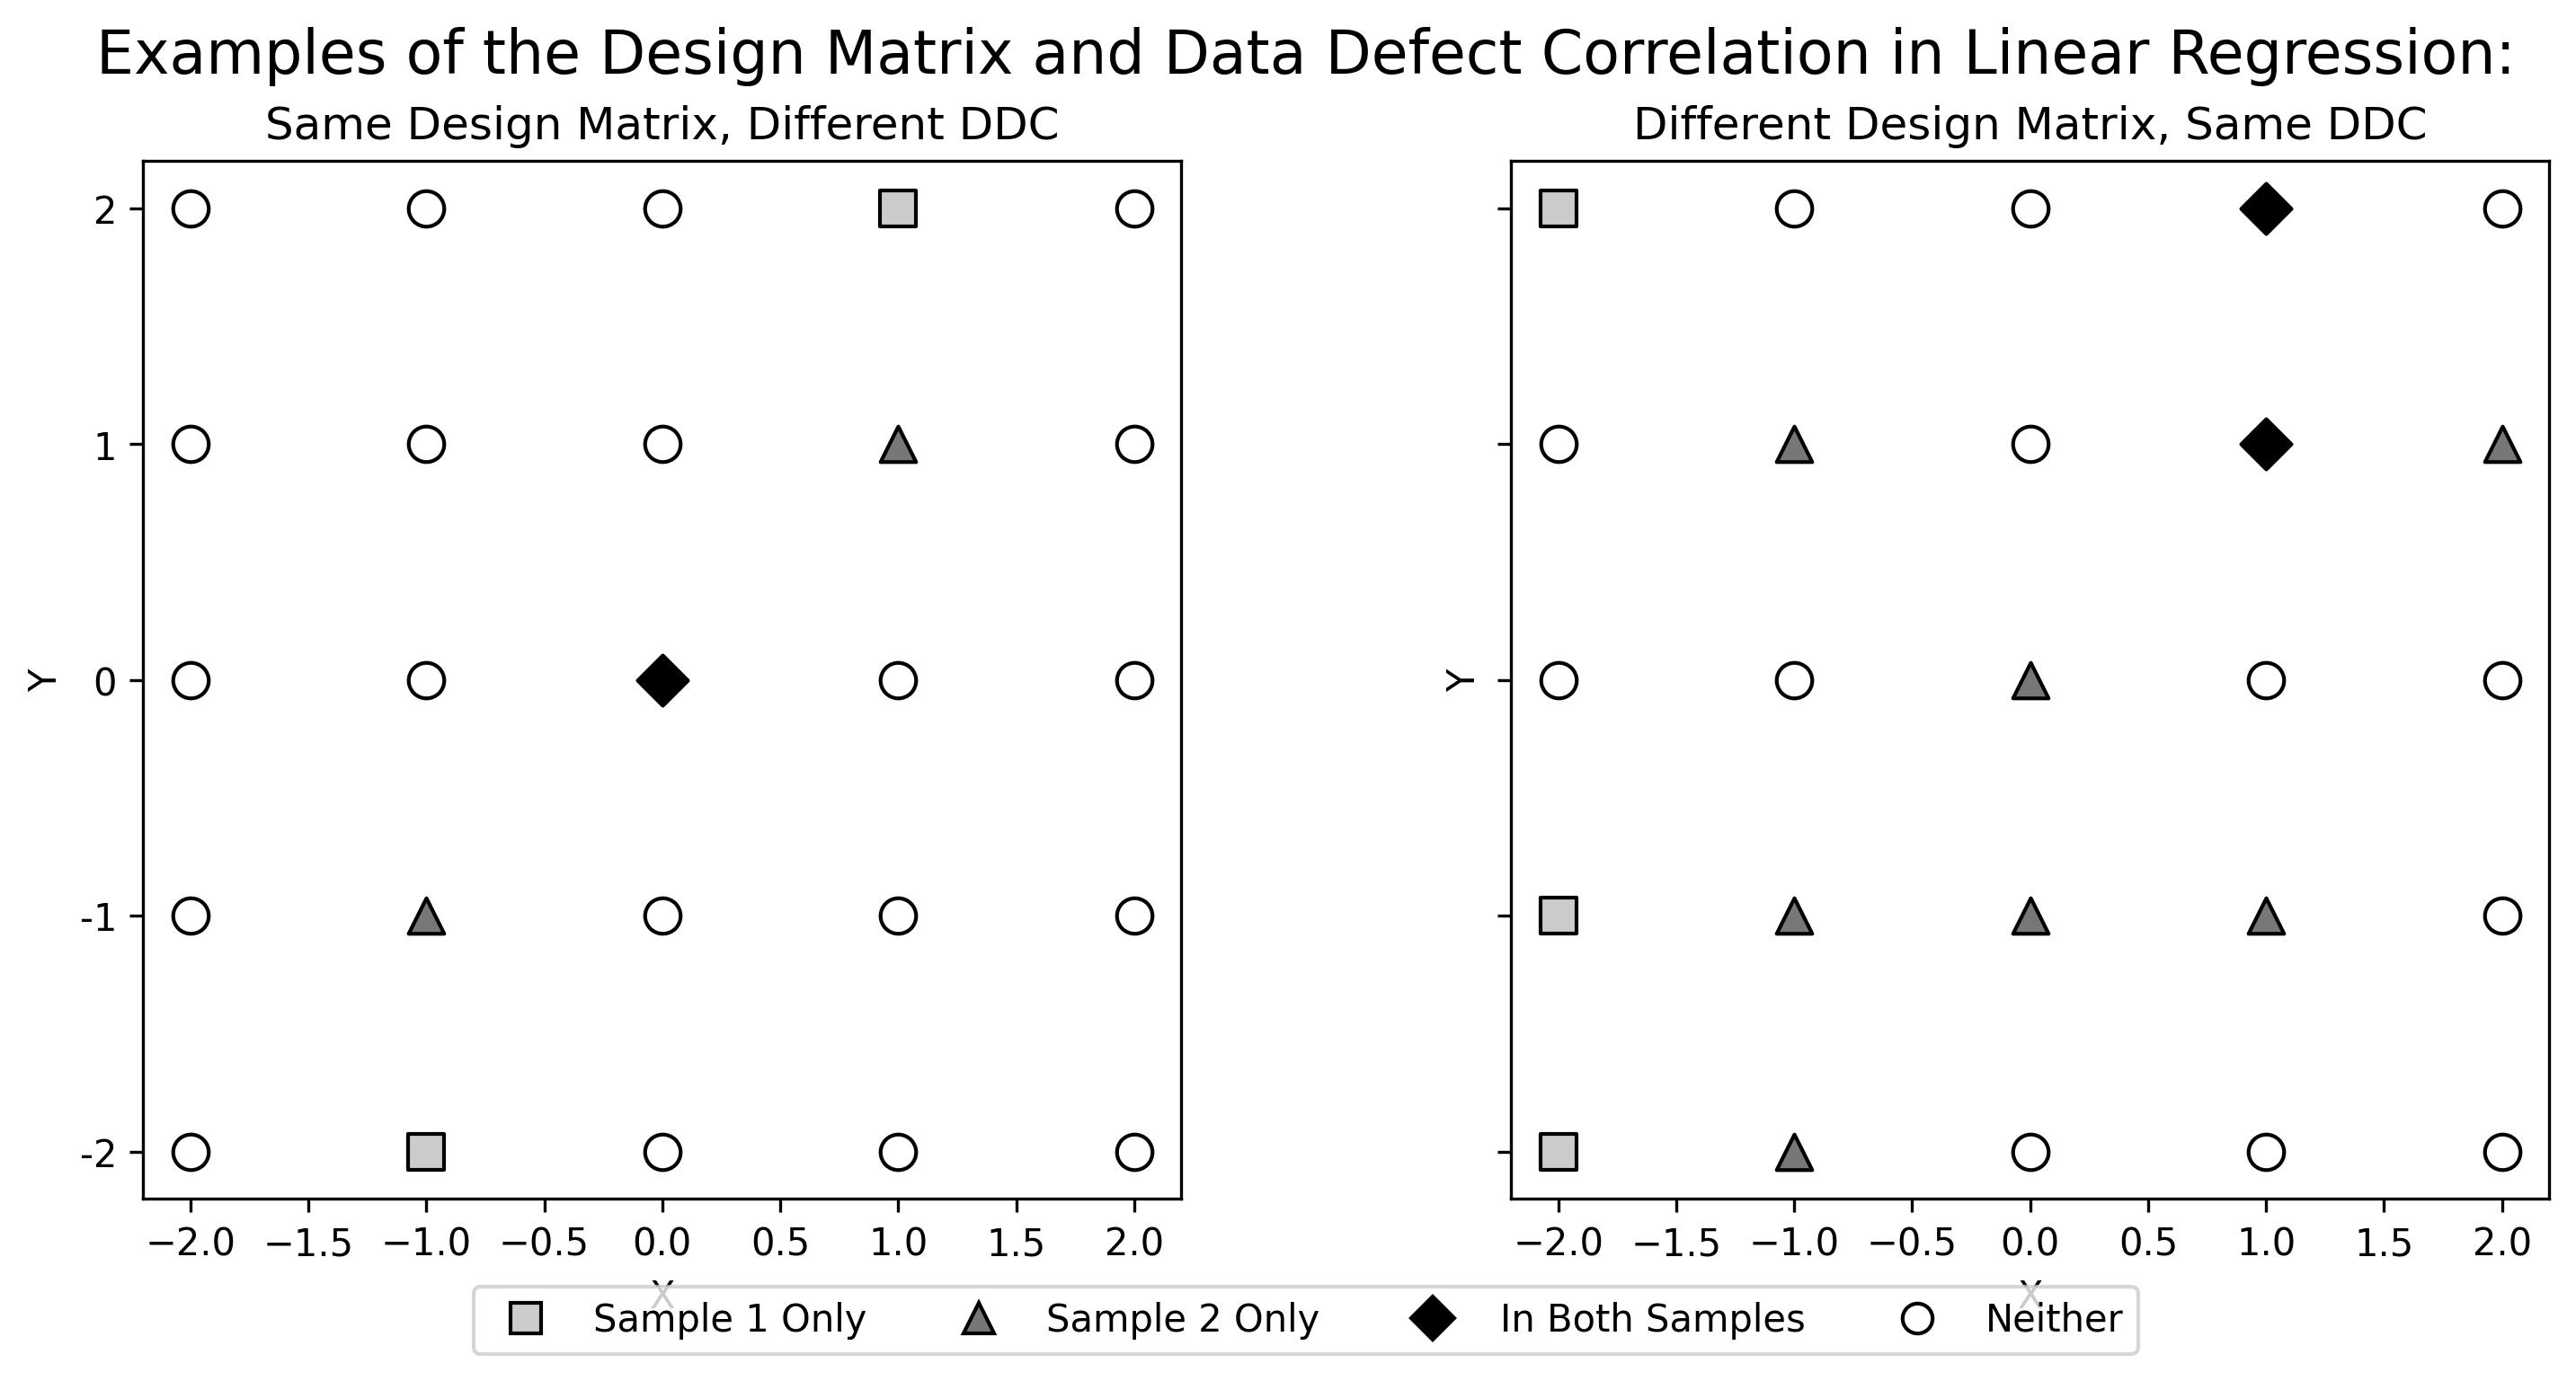 Examples of the Design Matrix and Data Defect Correlation in Linear Regression:
Same Design Matrix, Different DDC
Y
2
1
0
-1
-2
−2.0 −1.5 −1.0 −0.5 0.0 0.5 1.0 1.5 2.0
X
Different Design Matrix, Same DDC
Y
−2.0 −1.5 −1.0 −0.5 0.0 0.5 1.0 1.5 2.0
X
Sample 1 Only Sample 2 Only In Both Samples Neither